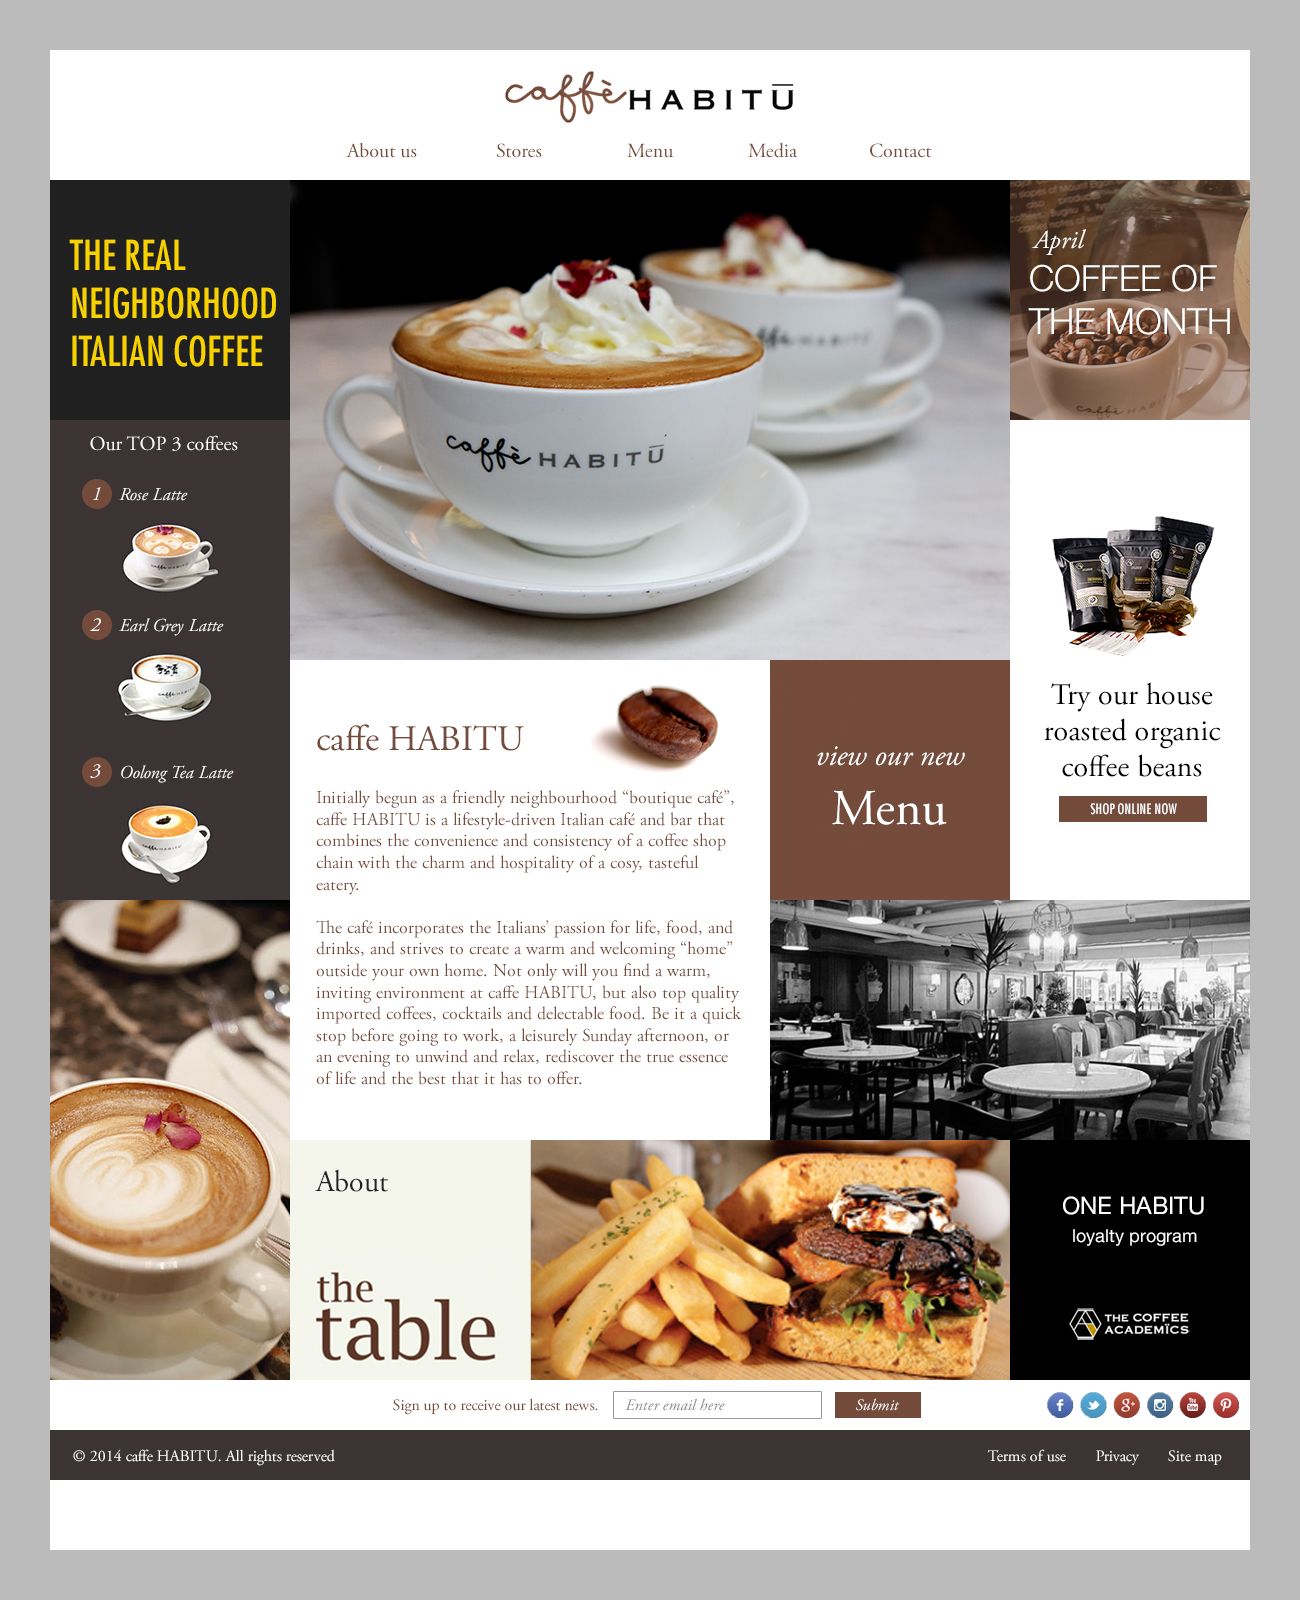 caffè HABITŪ
About us
Stores
Menu
Media
Contact
THE REAL
NEIGHBORHOOD
ITALIAN COFFEE
caffè HABITŪ
caffè HABITŪ
April
COFFEE OF
THE MONTH
caffè HABITŪ
Our TOP 3 coffees
1 Rose Latte
2 Earl Grey Latte
3 Oolong Tea Latte
Try our house
roasted organic
coffee beans
SHOP ONLINE NOW
caffe HABITU
Initially begun as a friendly neighbourhood “boutique café”,
caffe HABITU is a lifestyle-driven Italian café and bar that
combines the convenience and consistency of a coffee shop
chain with the charm and hospitality of a cosy, tasteful
eatery.
The café incorporates the Italians’ passion for life, food, and
drinks, and strives to create a warm and welcoming “home”
outside your own home. Not only will you find a warm,
inviting environment at caffe HABITU, but also top quality
imported coffees, cocktails and delectable food. Be it a quick
stop before going to work, a leisurely Sunday afternoon, or
an evening to unwind and relax, rediscover the true essence
of life and the best that it has to offer.
view our new
Menu
About
the
table
ONE HABITU
loyalty program
THE COFFEE
ACADEMÏCS
Sign up to receive our latest news.
Enter email here
Submit
© 2014 caffe HABITU. All rights reserved
Terms of use
Privacy
Site map